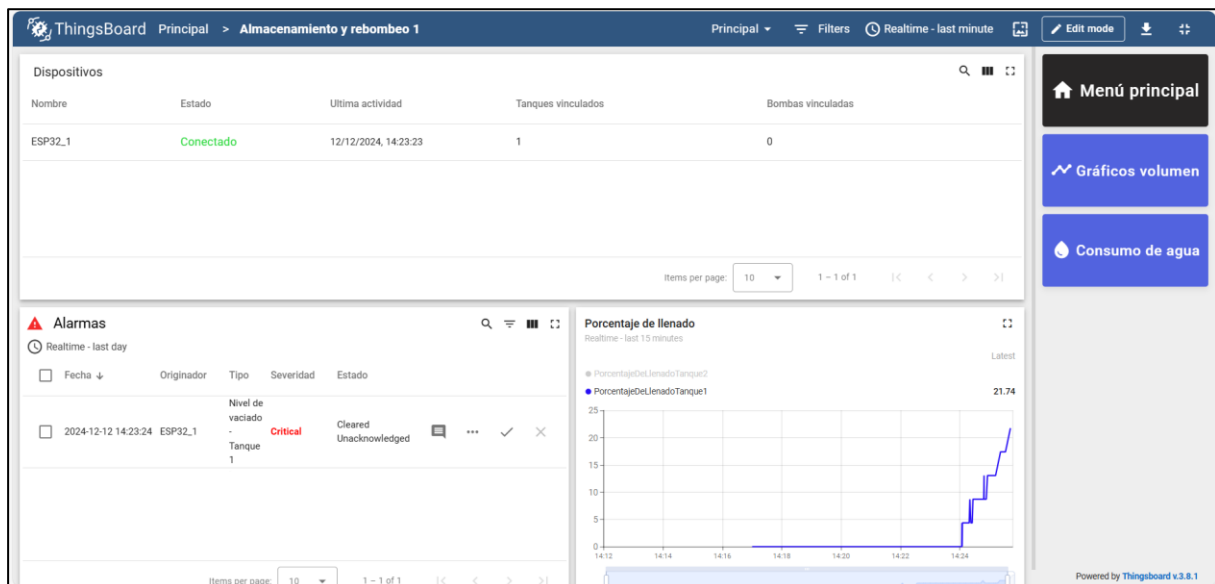 ThingsBoard Principal > Almacenamiento y rebombeo 1 Principal Filters Realtime - last minute Edit mode
Dispositivos
Nombre Estado Ultima actividad Tanques vinculados Bombas vinculadas
ESP32_1 Conectado 12/12/2024, 14:23:23 1 0
Items per page: 10 1 – 1 of 1
Menú principal
Gráficos volumen
Consumo de agua
Alarmas
Realtime - last day
Fecha Originador Tipo Severidad Estado
2024-12-12 14:23:24 ESP32_1 Nivel de vaciado - Tanque 1 Critical Cleared Unacknowledged
Items per page: 10 1 – 1 of 1
Porcentaje de llenado
Realtime - last 15 minutes
Latest
PorcentajeDeLlenadoTanque2
PorcentajeDeLlenadoTanque1 21.74
25
20
15
10
5
0
14:12 14:14 14:16 14:18 14:20 14:22 14:24
Powered by Thingsboard v.3.8.1